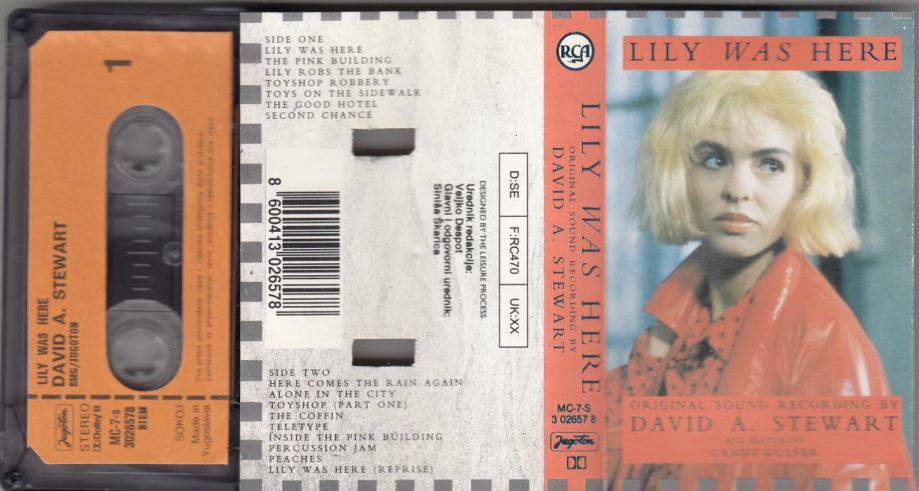 1
LILY WAS HERE
DAVID A. STEWART
BMG/JUGOTON
Jugoton
STEREO
Dolby B
MC-7-S
3026578
BIEM
SOKOJ
Made in
Yugoslavia
SIDE ONE
LILY WAS HERE
THE PINK BUILDING
LILY ROBS THE BANK
TOYSHOP ROBBERY
TOYS ON THE SIDEWALK
THE GOOD HOTEL
SECOND CHANCE
8 600413 026578
Urednik redakcije:
Veljko Despot
Glavni i odgovorni urednik:
Siniša Škarica
DESIGNED BY THE LEISURE PROCESS
D:SE
F:RC470
UK:XX
SIDE TWO
HERE COMES THE RAIN AGAIN
ALONE IN THE CITY
TOYSHOP (PART ONE)
THE COFFIN
TELETYPE
INSIDE THE PINK BUILDING
PERCUSSION JAM
PEACHES
LILY WAS HERE (REPRISE)
RCA
LILY WAS HERE
ORIGINAL SOUND RECORDING BY
DAVID A. STEWART
MC-7-S
3 02657 8
Jugoton
LILY WAS HERE
ORIGINAL SOUND RECORDING BY
DAVID A. STEWART
AND FEATURING
CANDY DULFER